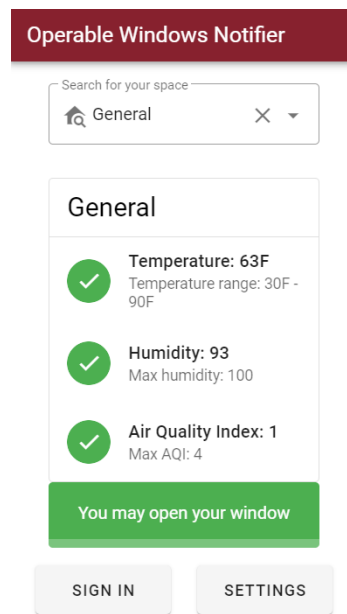 Operable Windows Notifier
Search for your space
General
General
Temperature: 63F
Temperature range: 30F -
90F
Humidity: 93
Max humidity: 100
Air Quality Index: 1
Max AQI: 4
You may open your window
SIGN IN
SETTINGS